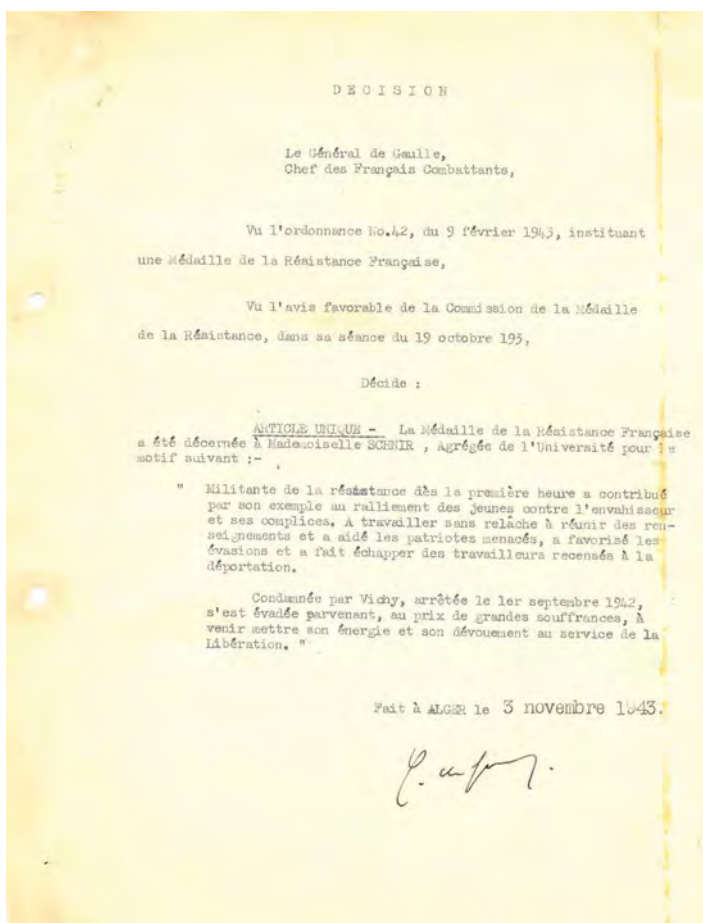 DECISION
Le Général de Gaulle,
Chef des Français Combattants,
Vu l'ordonnance No.42, du 9 février 1943, instituant
une Médaille de la Résistance Française,
Vu l'avis favorable de la Commission de la Médaille
de la Résistance, dans sa séance du 19 octobre 193,
Décide :
ARTICLE UNIQUE - La Médaille de la Résistance Française
a été décernée à Mademoiselle SCHNIR , Agrégée de l'Université pour le
motif suivant :-
" Militante de la résistance dès la première heure a contribué
par son exemple au ralliement des jeunes contre l'envahisseur
et ses complices. A travailler sans relâche à réunir des ren-
seignements et a aidé les patriotes menacés, a favorisé les
évasions et a fait échapper des travailleurs recensés à la
déportation.
Condamnée par Vichy, arrêtée le 1er septembre 1942,
s'est évadée parvenant, au prix de grandes souffrances, à
venir mettre son énergie et son dévouement au service de la
Libération. "
Fait à ALGER le 3 novembre 1943.